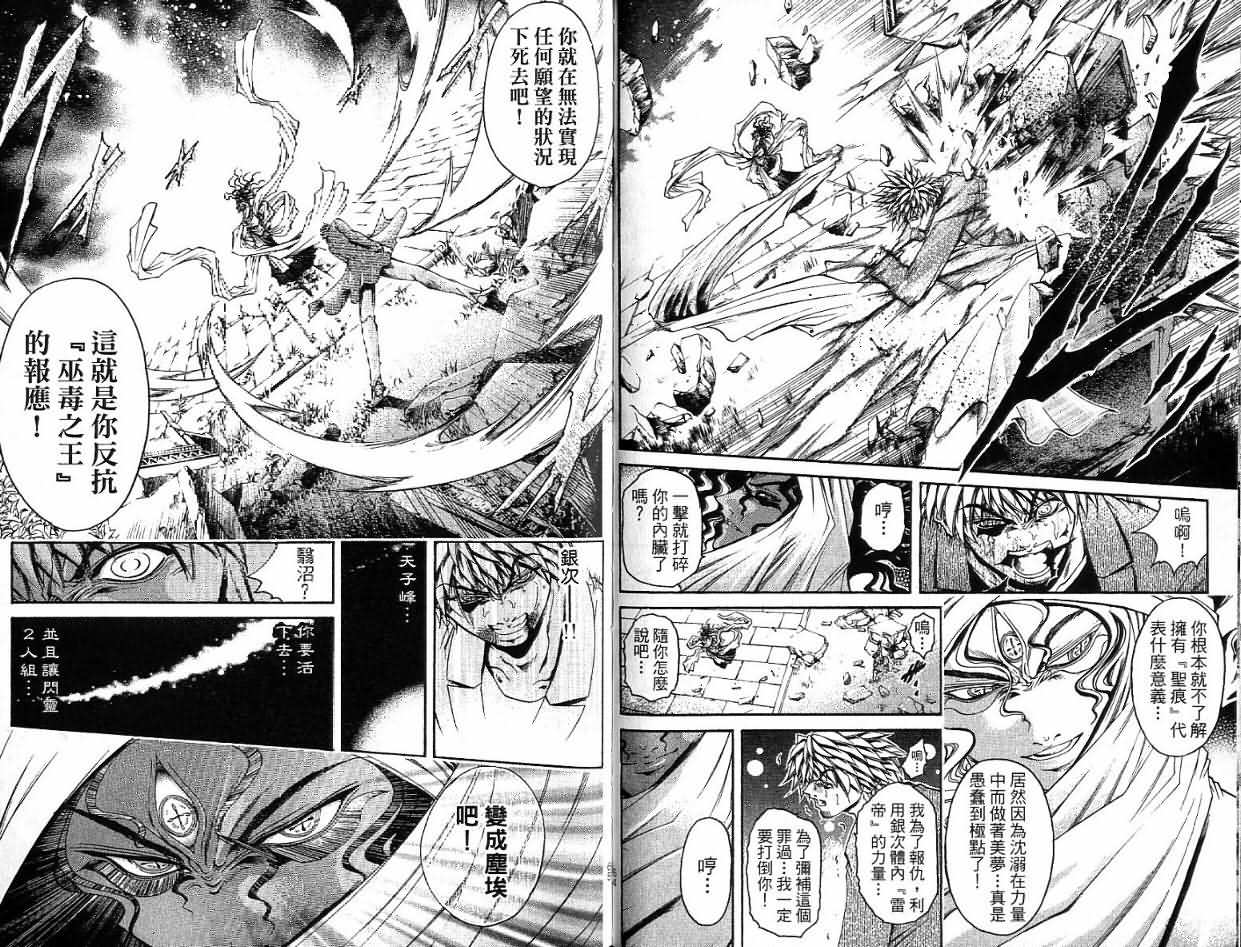 嗚啊！
哼…
一擊就打碎
你的內臟了
嗎？
你根本就不了解
擁有『聖痕』代
表什麼意義…
居然因為沈溺在力量
中而做著美夢…真是
愚蠢到極點了！
嗚…
隨你怎麼
說吧…
嗚…
我為了報仇，利
用銀次體內『雷
帝』的力量…
為了彌補這個
罪過…我一定
要打倒你！
哼…
你就在無法實現
任何願望的狀況
下死去吧！
這就是你反抗
『巫毒之王』
的報應！
銀次——!!
天子峰…
翳沼？
你要活
下去…
並且讓閃靈
2人組…
變成塵埃
吧！